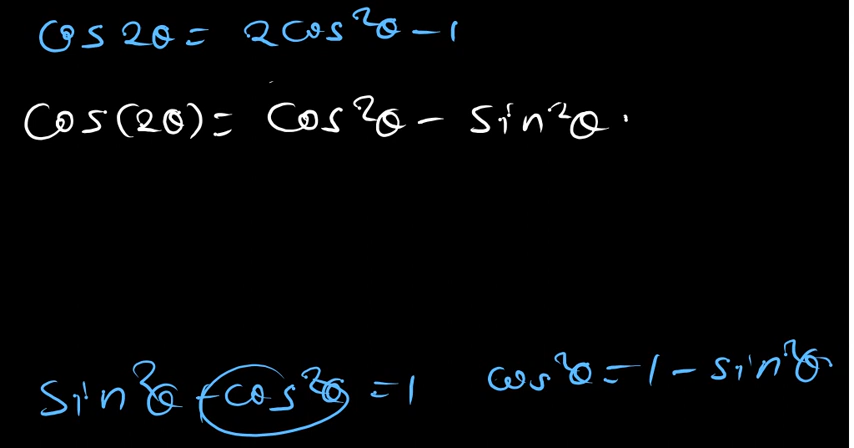 cos 2θ = 2cos²θ - 1
cos(2θ) = cos²θ - sin²θ.
sin²θ - cos²θ = 1 cos²θ = 1 - sin²θ